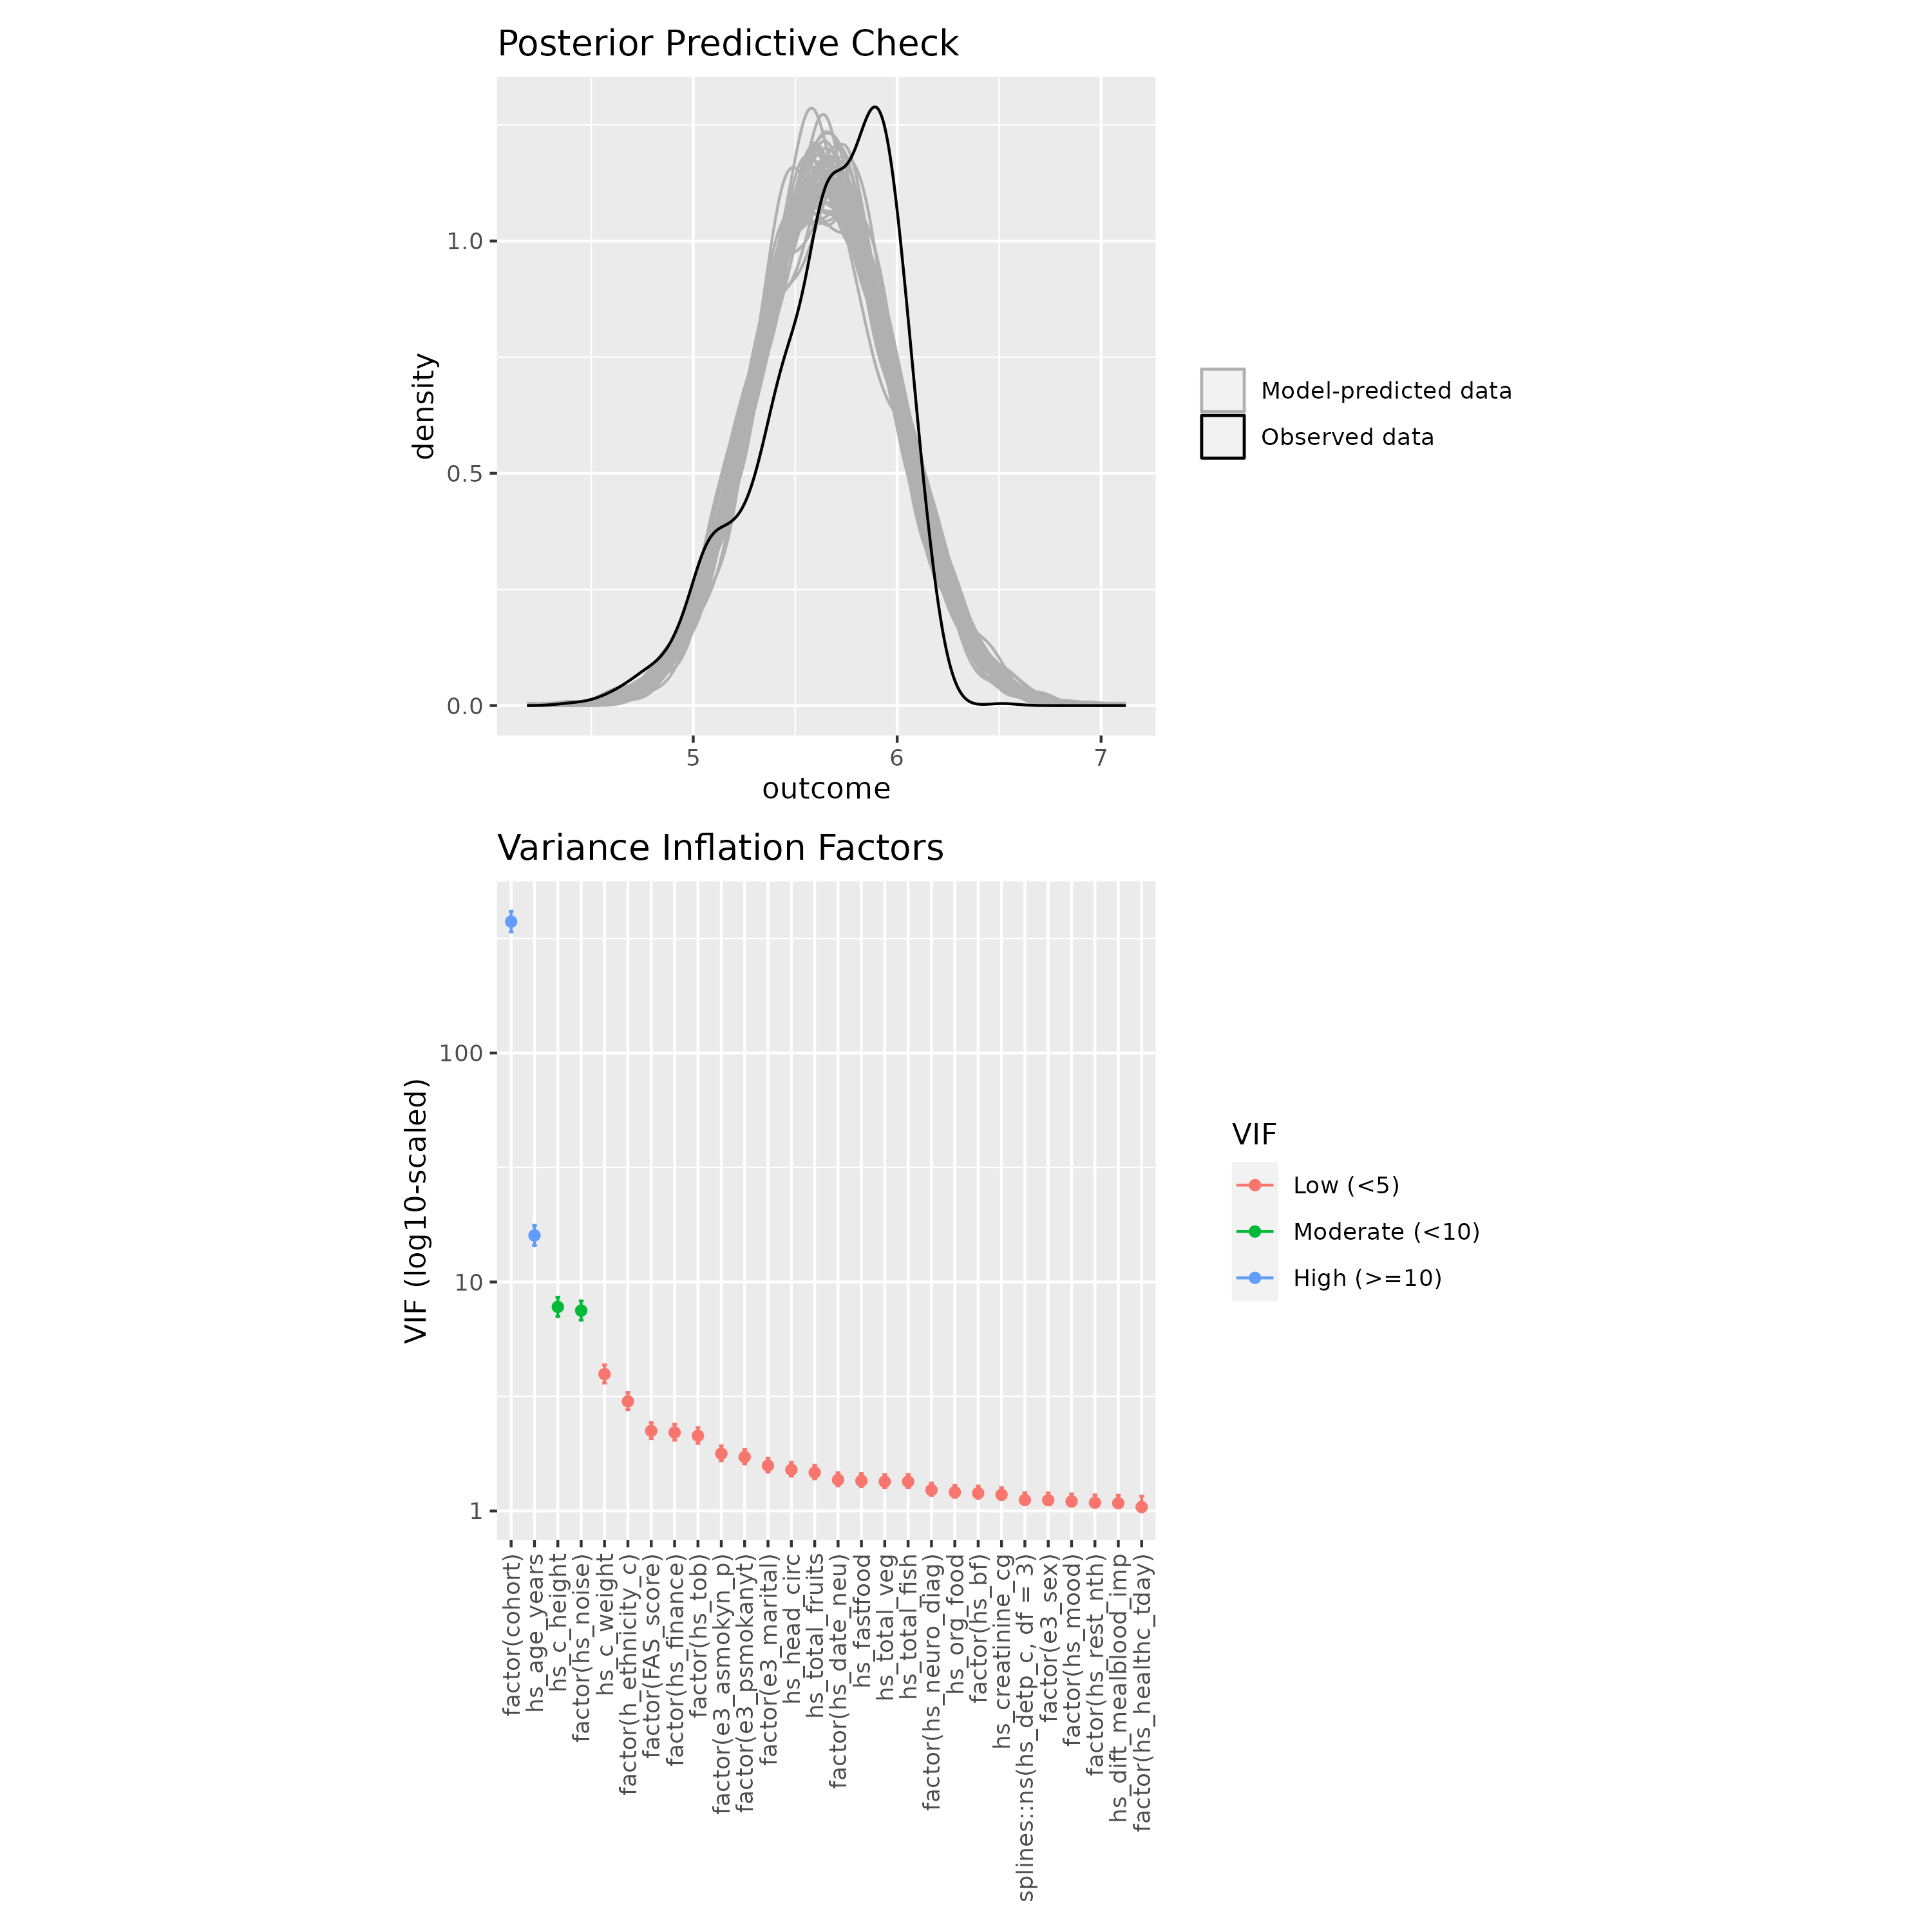 Posterior Predictive Check
density
1.0
0.5
0.0
5
6
7
outcome
Model-predicted data
Observed data
Variance Inflation Factors
VIF (log10-scaled)
100
10
1
factor(cohort)
hs_age_years
hs_c_height
factor(hs_noise)
hs_c_weight
factor(h_ethnicity_c)
factor(FAS_score)
factor(hs_finance)
factor(hs_tob)
factor(e3_asmokyn_p)
factor(e3_psmokanyt)
factor(e3_marital)
hs_head_circ
hs_total_fruits
factor(hs_date_neu)
hs_fastfood
hs_total_veg
hs_total_fish
factor(hs_neuro_diag)
hs_org_food
factor(hs_bf)
hs_creatinine_cg
splines::ns(hs_detp_c, df = 3)
factor(e3_sex)
factor(hs_mood)
factor(hs_rest_nth)
hs_dift_mealblood_imp
factor(hs_healthc_tday)
VIF
Low (<5)
Moderate (<10)
High (>=10)